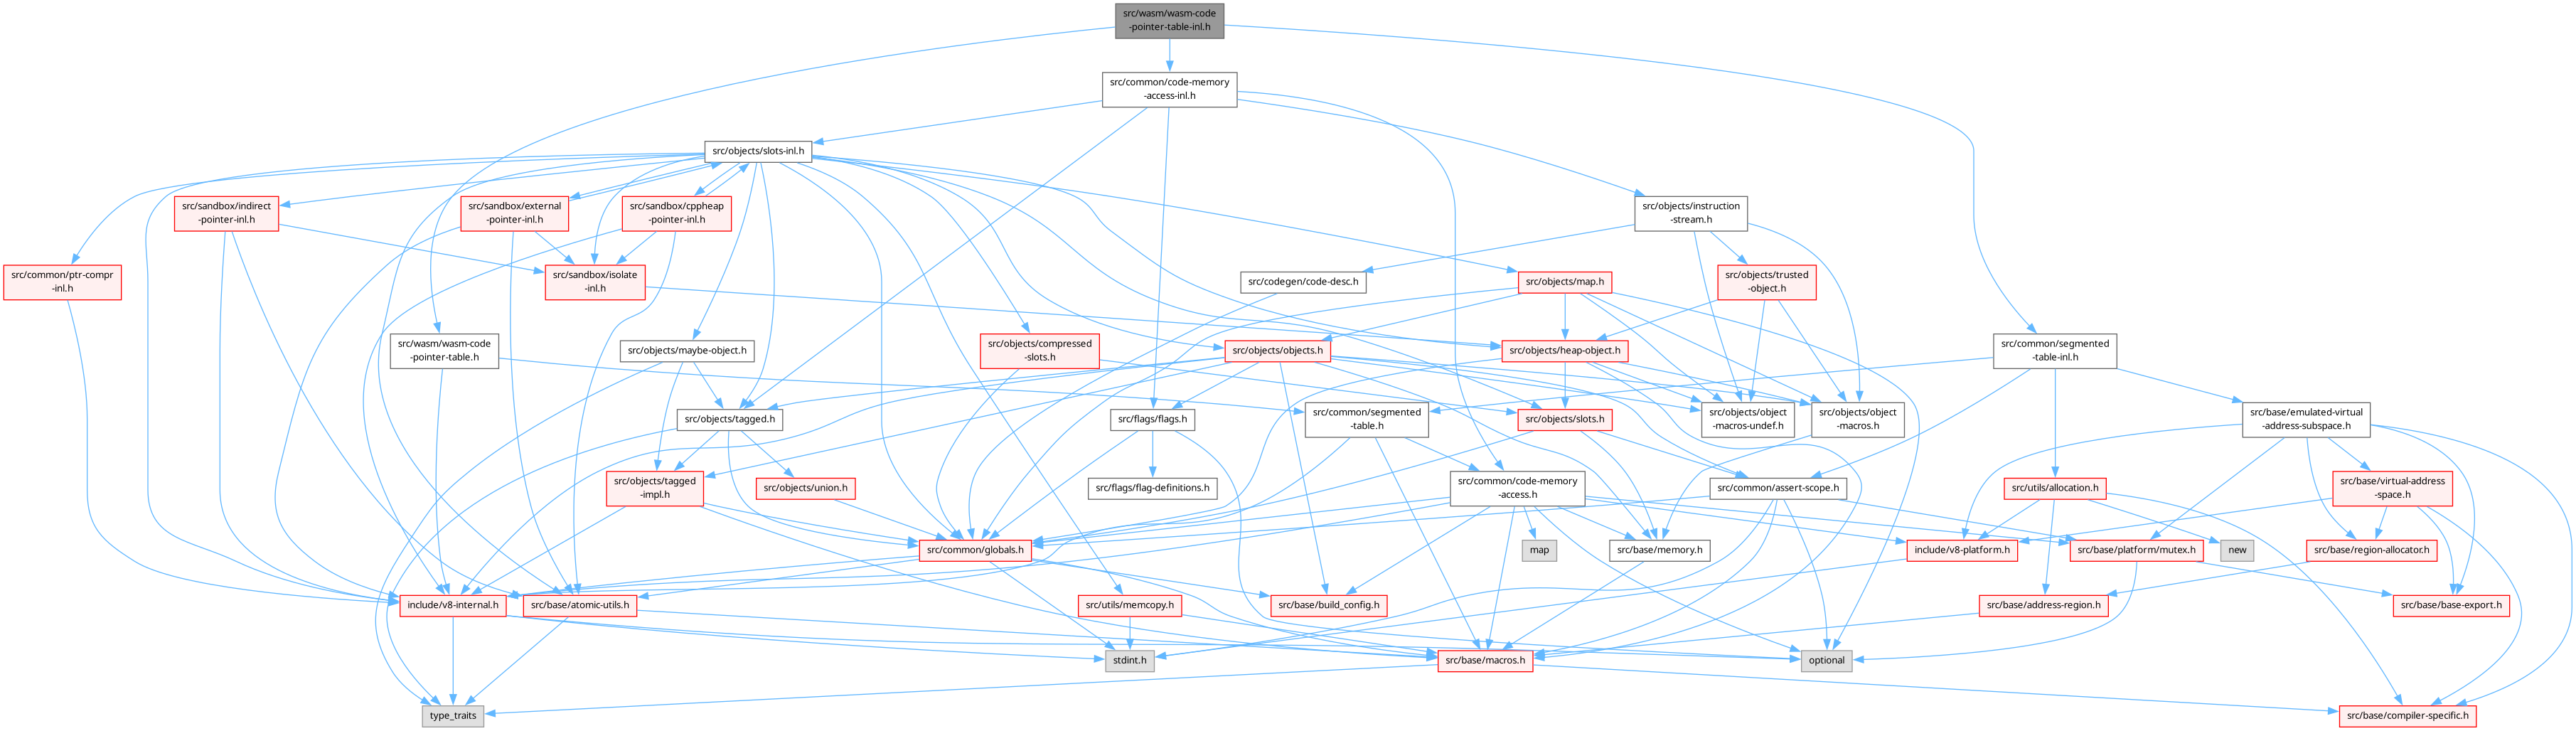 src/wasm/wasm-code
-pointer-table-inl.h
src/common/code-memory
-access-inl.h
src/objects/slots-inl.h
src/sandbox/indirect
-pointer-inl.h
src/sandbox/external
-pointer-inl.h
src/sandbox/cppheap
-pointer-inl.h
src/objects/instruction
-stream.h
src/common/ptr-compr
-inl.h
src/sandbox/isolate
-inl.h
src/codegen/code-desc.h
src/objects/map.h
src/objects/trusted
-object.h
src/wasm/wasm-code
-pointer-table.h
src/objects/maybe-object.h
src/objects/compressed
-slots.h
src/objects/objects.h
src/objects/heap-object.h
src/common/segmented
-table-inl.h
src/objects/tagged.h
src/flags/flags.h
src/common/segmented
-table.h
src/objects/slots.h
src/objects/object
-macros-undef.h
src/objects/object
-macros.h
src/base/emulated-virtual
-address-subspace.h
src/objects/tagged
-impl.h
src/objects/union.h
src/flags/flag-definitions.h
src/common/code-memory
-access.h
src/common/assert-scope.h
src/utils/allocation.h
src/base/virtual-address
-space.h
src/common/globals.h
map
src/base/memory.h
include/v8-platform.h
src/base/platform/mutex.h
new
src/base/region-allocator.h
include/v8-internal.h
src/base/atomic-utils.h
src/utils/memcopy.h
src/base/build_config.h
src/base/address-region.h
src/base/base-export.h
stdint.h
src/base/macros.h
optional
type_traits
src/base/compiler-specific.h